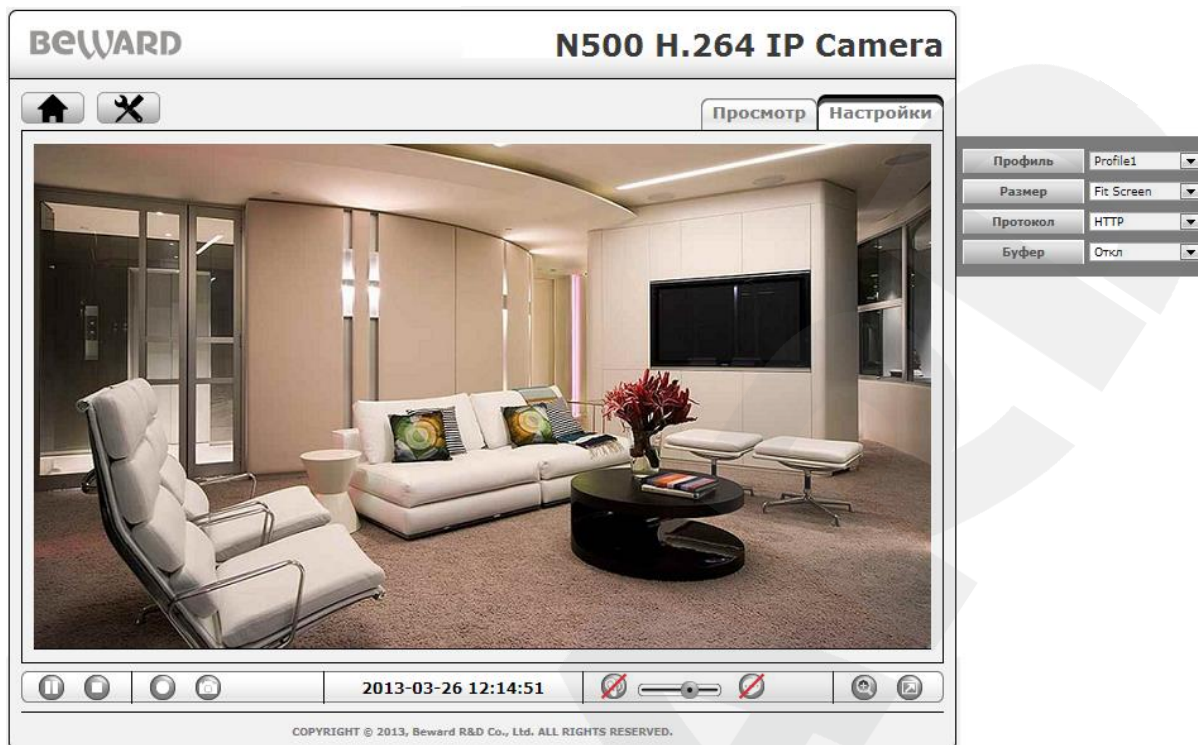 BEWARD
N500 H.264 IP Camera
Просмотр
Настройки
Профиль
Profile1
Размер
Fit Screen
Протокол
HTTP
Буфер
Откл
2013-03-26 12:14:51
COPYRIGHT © 2013, Beward R&D Co., Ltd. ALL RIGHTS RESERVED.